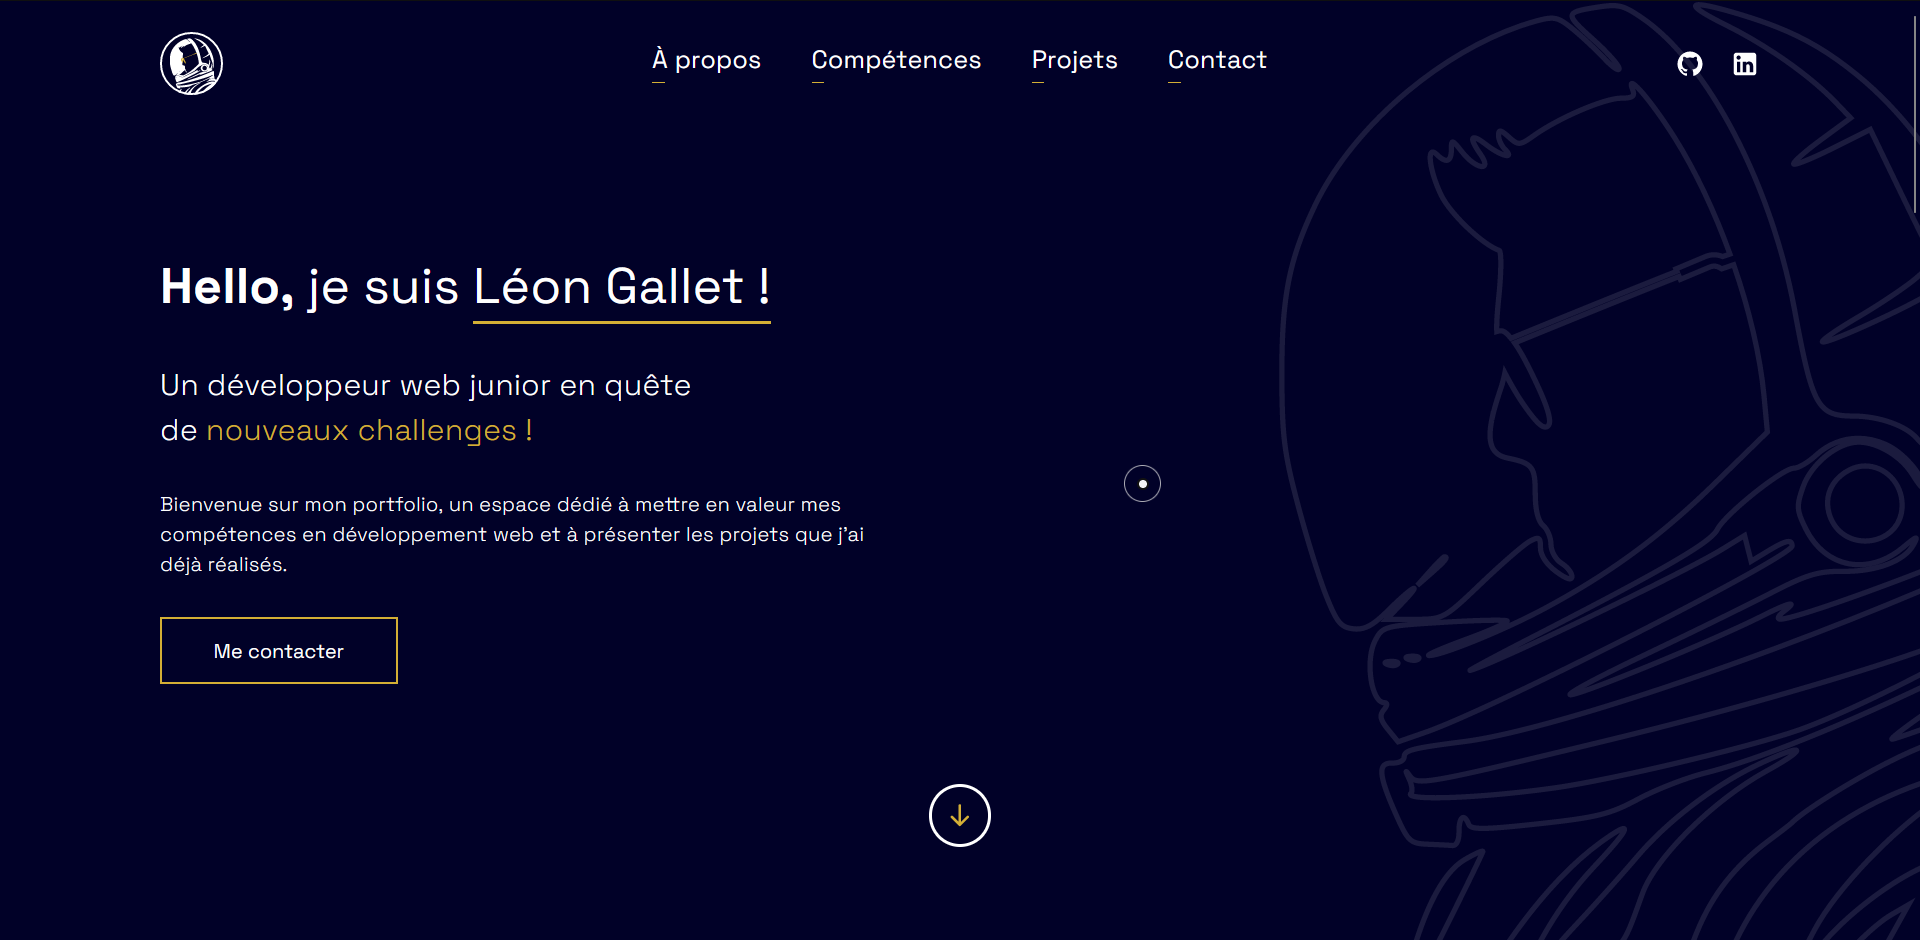 À propos
Compétences
Projets
Contact
Hello, je suis Léon Gallet !
Un développeur web junior en quête
de nouveaux challenges !
Bienvenue sur mon portfolio, un espace dédié à mettre en valeur mes
compétences en développement web et à présenter les projets que j'ai
déjà réalisés.
Me contacter